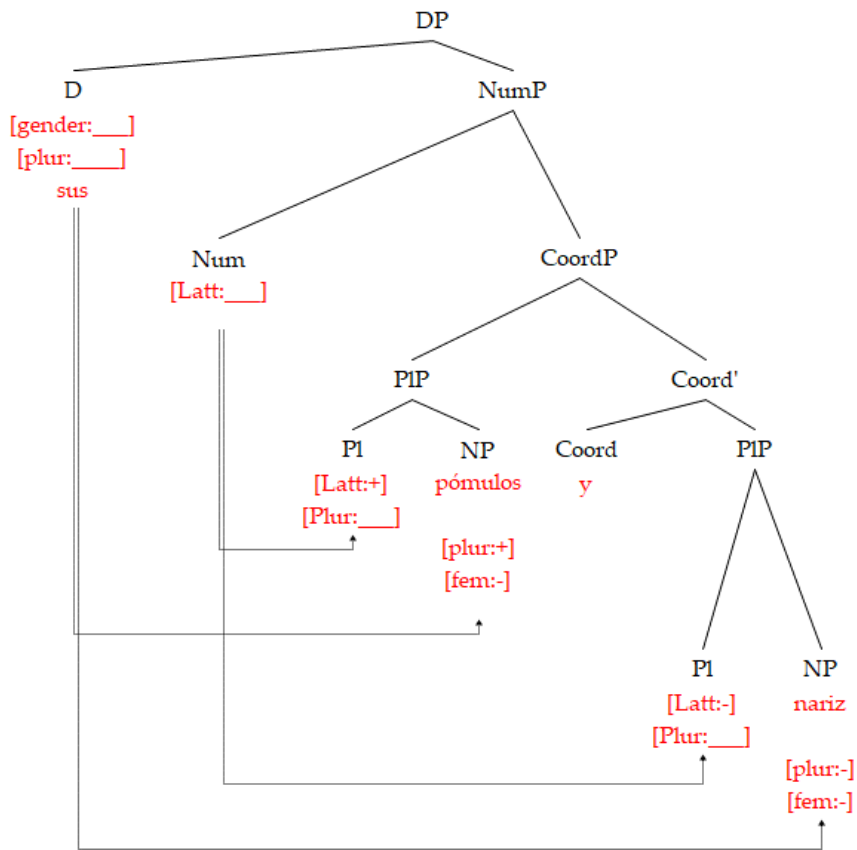 DP
D NumP
[gender:___]
[plur:____]
sus
Num CoordP
[Latt:___]
PlP Coord'
Pl NP Coord PlP
[Latt:+] pómulos y
[Plur:___]
[plur:+]
[fem:-]
Pl NP
[Latt:-] nariz
[Plur:___]
[plur:-]
[fem:-]